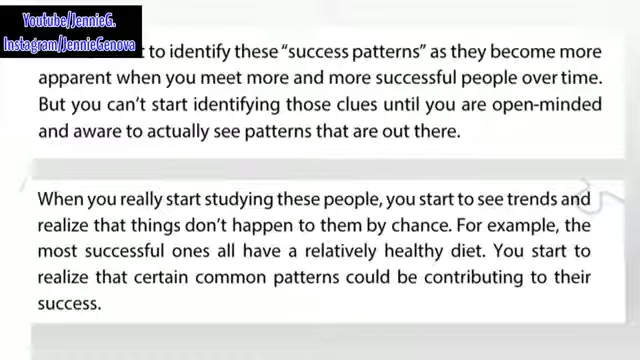 Youtube/JennieG.
Instagram/JennieGenova
to identify these “success patterns” as they become more
apparent when you meet more and more successful people over time.
But you can’t start identifying those clues until you are open-minded
and aware to actually see patterns that are out there.
When you really start studying these people, you start to see trends and
realize that things don’t happen to them by chance. For example, the
most successful ones all have a relatively healthy diet. You start to
realize that certain common patterns could be contributing to their
success.